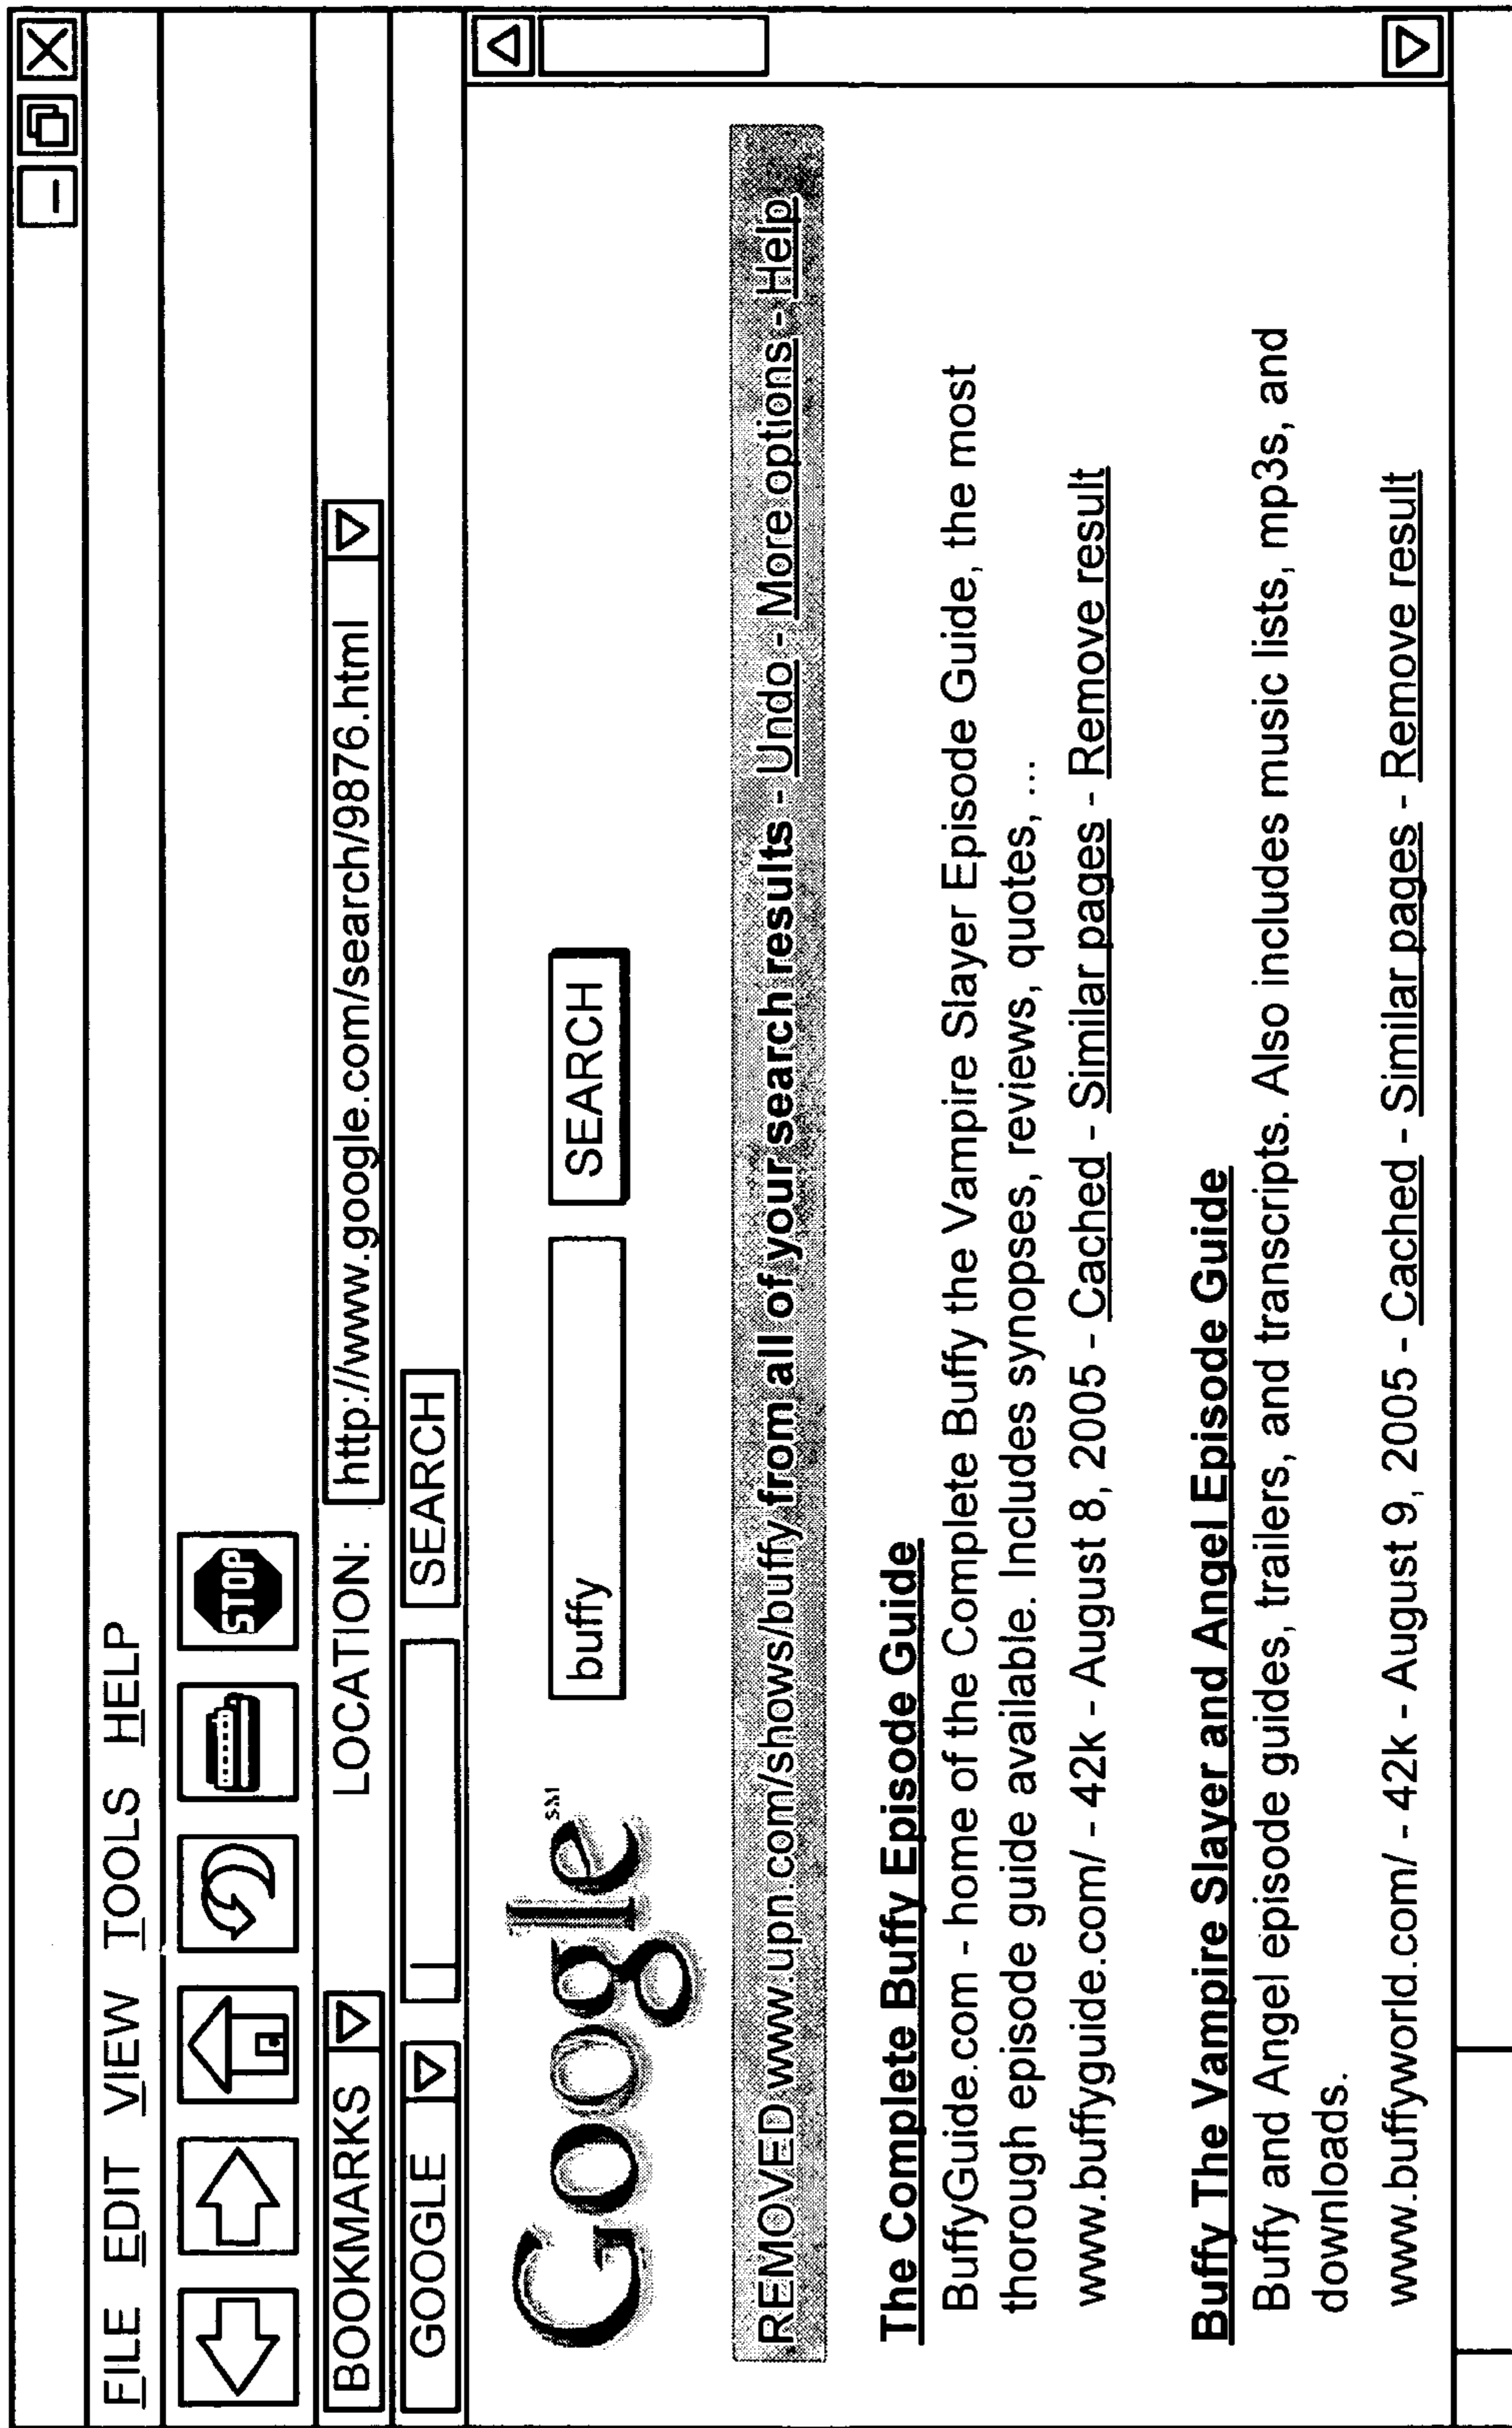 FILE EDIT VIEW TOOLS HELP
STOP
BOOKMARKS LOCATION: http://www.google.com/search/9876.html
GOOGLE SEARCH
Google SM buffy SEARCH
REMOVED www.upn.com/shows/buffy from all of your search results - Undo - More options - Help
The Complete Buffy Episode Guide
BuffyGuide.com - home of the Complete Buffy the Vampire Slayer Episode Guide, the most
thorough episode guide available. Includes synopses, reviews, quotes, ...
www.buffyguide.com/ - 42k - August 8, 2005 - Cached - Similar pages - Remove result
Buffy The Vampire Slayer and Angel Episode Guide
Buffy and Angel episode guides, trailers, and transcripts. Also includes music lists, mp3s, and
downloads.
www.buffyworld.com/ - 42k - August 9, 2005 - Cached - Similar pages - Remove result